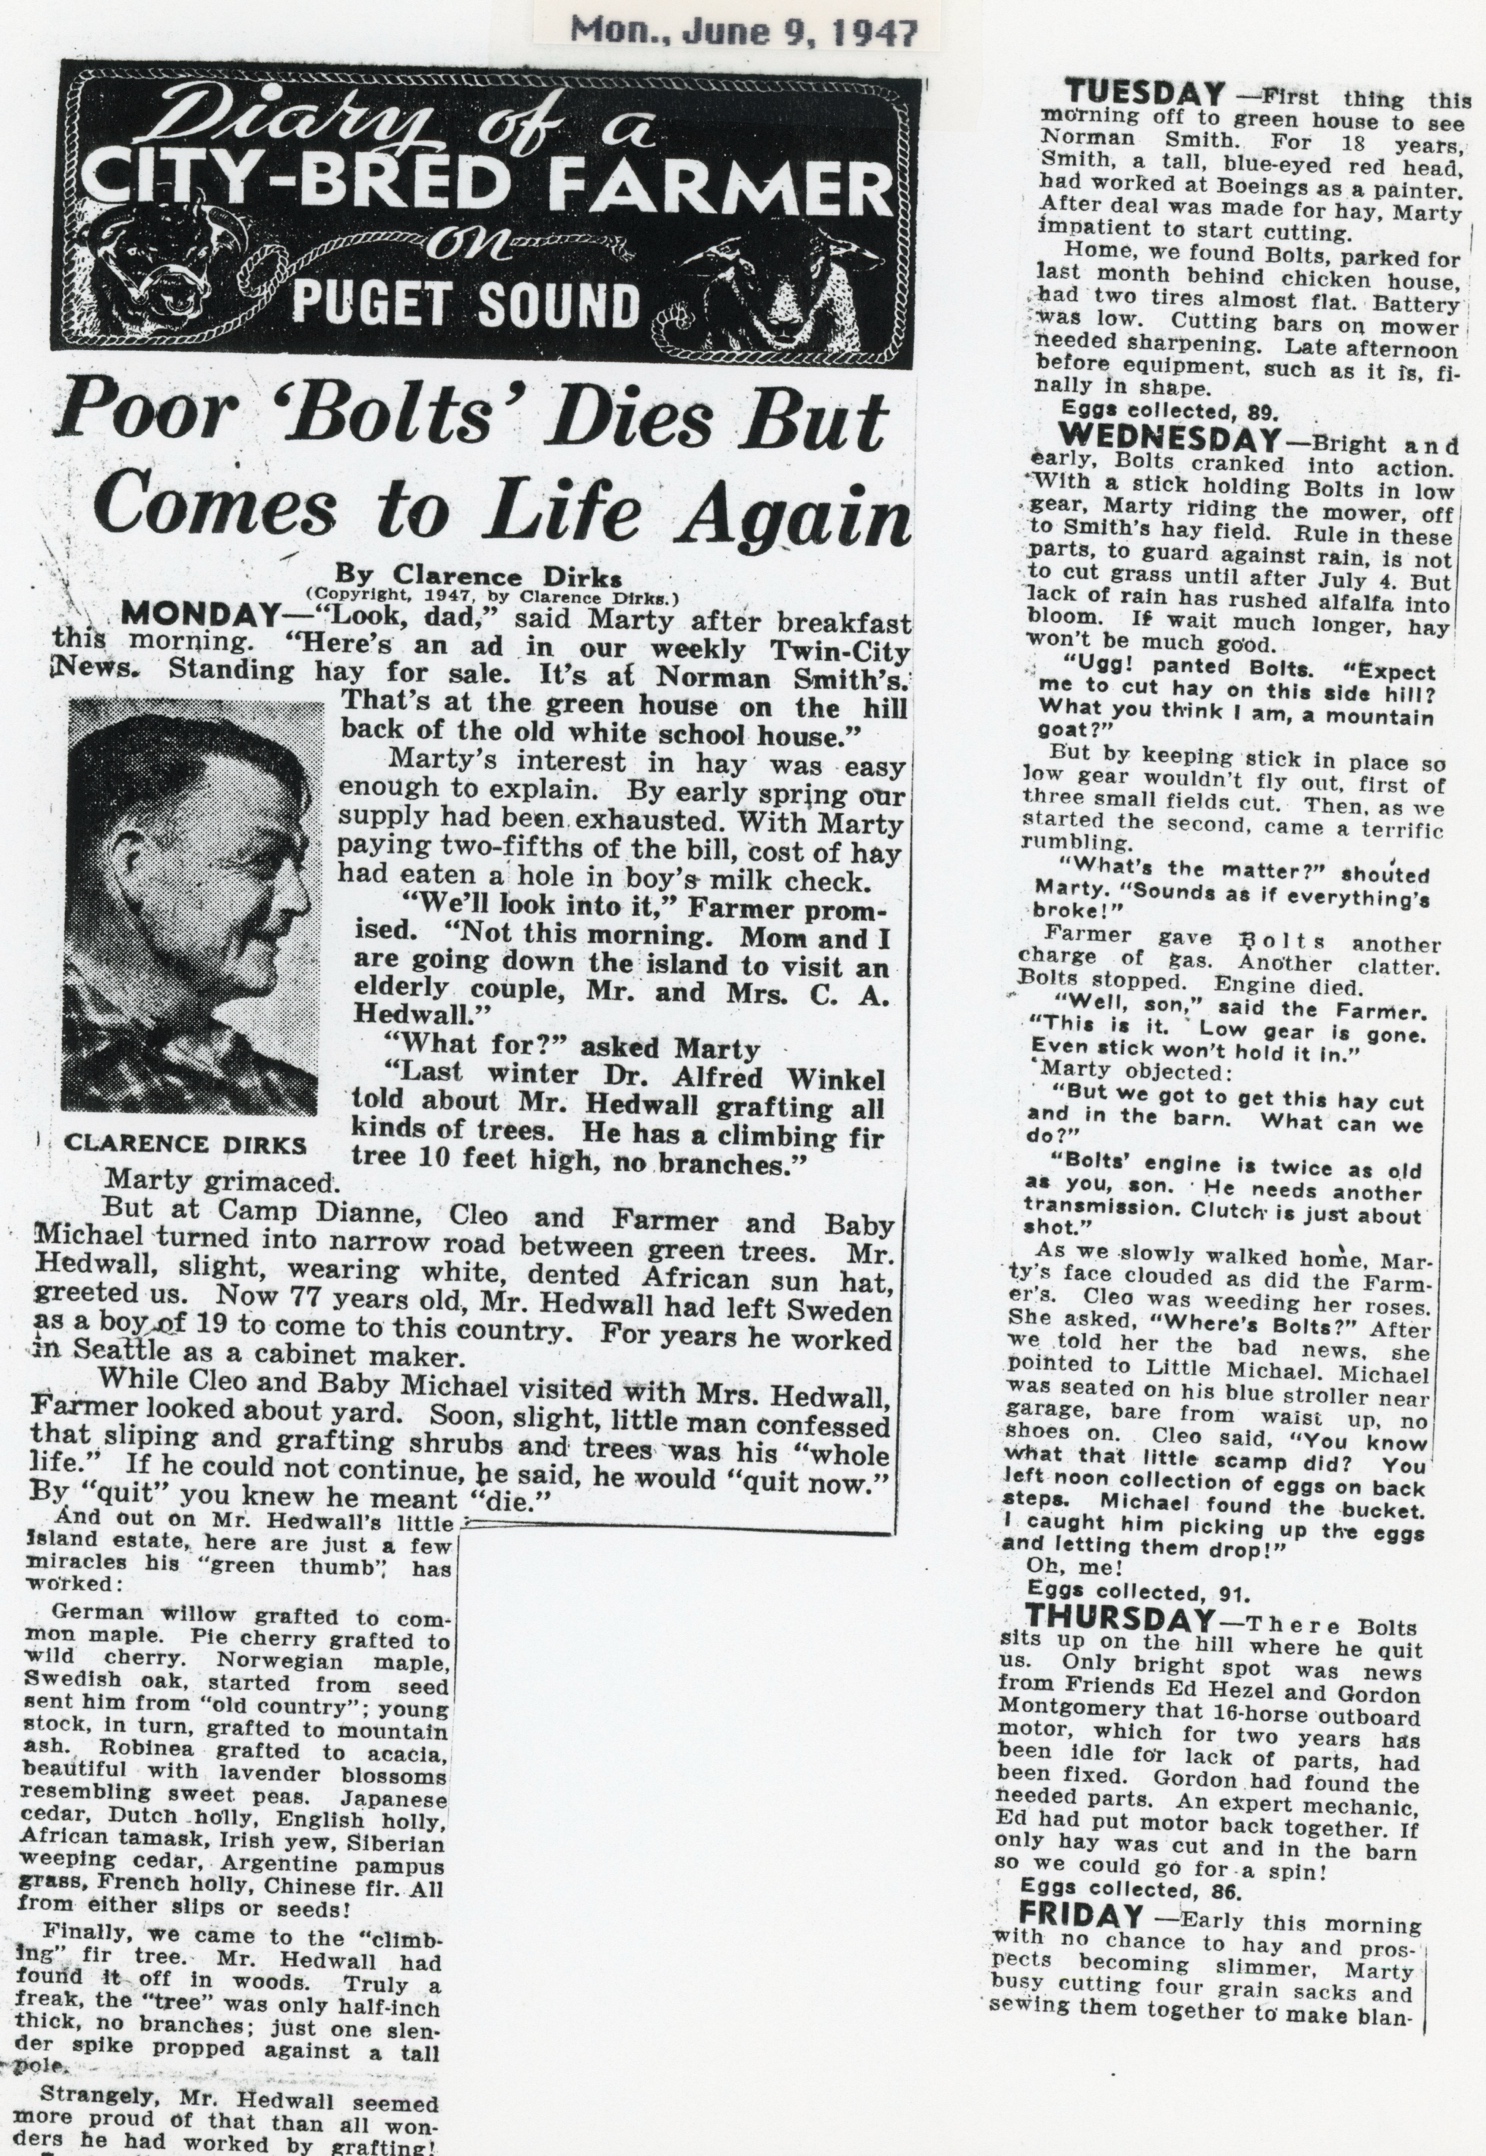 Mon., June 9, 1947
Diary of a
CITY-BRED FARMER
on
PUGET SOUND
Poor ‘Bolts’ Dies But
Comes to Life Again
By Clarence Dirks
(Copyright, 1947, by Clarence Dirks.)
MONDAY—“Look, dad,” said Marty after breakfast
this morning. “Here’s an ad in our weekly Twin-City
News. Standing hay for sale. It’s at Norman Smith’s.
That’s at the green house on the hill
back of the old white school house.”
Marty’s interest in hay was easy
enough to explain. By early spring our
supply had been exhausted. With Marty
paying two-fifths of the bill, cost of hay
had eaten a hole in boy’s milk check.
“We’ll look into it,” Farmer prom-
ised. “Not this morning. Mom and I
are going down the island to visit an
elderly couple, Mr. and Mrs. C. A.
Hedwall.”
“What for?” asked Marty
“Last winter Dr. Alfred Winkel
told about Mr. Hedwall grafting all
kinds of trees. He has a climbing fir
tree 10 feet high, no branches.”
CLARENCE DIRKS
Marty grimaced.
But at Camp Dianne, Cleo and Farmer and Baby
Michael turned into narrow road between green trees. Mr.
Hedwall, slight, wearing white, dented African sun hat,
greeted us. Now 77 years old, Mr. Hedwall had left Sweden
as a boy of 19 to come to this country. For years he worked
in Seattle as a cabinet maker.
While Cleo and Baby Michael visited with Mrs. Hedwall,
Farmer looked about yard. Soon, slight, little man confessed
that sliping and grafting shrubs and trees was his “whole
life.” If he could not continue, he said, he would “quit now.”
By “quit” you knew he meant “die.”
And out on Mr. Hedwall’s little
island estate, here are just a few
miracles his “green thumb” has
worked:
German willow grafted to com-
mon maple. Pie cherry grafted to
wild cherry. Norwegian maple,
Swedish oak, started from seed
sent him from “old country”; young
stock, in turn, grafted to mountain
ash. Robinea grafted to acacia,
beautiful with lavender blossoms
resembling sweet peas. Japanese
cedar, Dutch holly, English holly,
African tamask, Irish yew, Siberian
weeping cedar, Argentine pampus
grass, French holly, Chinese fir. All
from either slips or seeds!
Finally, we came to the “climb-
ing” fir tree. Mr. Hedwall had
found it off in woods. Truly a
freak, the “tree” was only half-inch
thick, no branches; just one slen-
der spike propped against a tall
pole.
Strangely, Mr. Hedwall seemed
more proud of that than all won-
ders he had worked by grafting!
TUESDAY—First thing this
morning off to green house to see
Norman Smith. For 18 years,
Smith, a tall, blue-eyed red head,
had worked at Boeings as a painter.
After deal was made for hay, Marty
impatient to start cutting.
Home, we found Bolts, parked for
last month behind chicken house,
had two tires almost flat. Battery
was low. Cutting bars on mower
needed sharpening. Late afternoon
before equipment, such as it is, fi-
nally in shape.
Eggs collected, 89.
WEDNESDAY—Bright and
early, Bolts cranked into action.
With a stick holding Bolts in low
gear, Marty riding the mower, off
to Smith’s hay field. Rule in these
parts, to guard against rain, is not
to cut grass until after July 4. But
lack of rain has rushed alfalfa into
bloom. If wait much longer, hay
won’t be much good.
“Ugg! panted Bolts. “Expect
me to cut hay on this side hill?
What you think I am, a mountain
goat?”
But by keeping stick in place so
low gear wouldn’t fly out, first of
three small fields cut. Then, as we
started the second, came a terrific
rumbling.
“What’s the matter?” shouted
Marty. “Sounds as if everything’s
broke!”
Farmer gave Bolts another
charge of gas. Another clatter.
Bolts stopped. Engine died.
“Well, son,” said the Farmer.
“This is it. Low gear is gone.
Even stick won’t hold it in.”
Marty objected:
“But we got to get this hay cut
and in the barn. What can we
do?”
“Bolts’ engine is twice as old
as you, son. He needs another
transmission. Clutch is just about
shot.”
As we slowly walked home, Mar-
ty’s face clouded as did the Farm-
er’s. Cleo was weeding her roses.
She asked, “Where’s Bolts?” After
we told her the bad news, she
pointed to Little Michael. Michael
was seated on his blue stroller near
garage, bare from waist up, no
shoes on. Cleo said, “You know
what that little scamp did? You
left noon collection of eggs on back
steps. Michael found the bucket.
I caught him picking up the eggs
and letting them drop!”
Oh, me!
Eggs collected, 91.
THURSDAY—There Bolts
sits up on the hill where he quit
us. Only bright spot was news
from Friends Ed Hezel and Gordon
Montgomery that 16-horse outboard
motor, which for two years has
been idle for lack of parts, had
been fixed. Gordon had found the
needed parts. An expert mechanic,
Ed had put motor back together. If
only hay was cut and in the barn
so we could go for a spin!
Eggs collected, 86.
FRIDAY—Early this morning
with no chance to hay and pros-
pects becoming slimmer, Marty
busy cutting four grain sacks and
sewing them together to make blan-